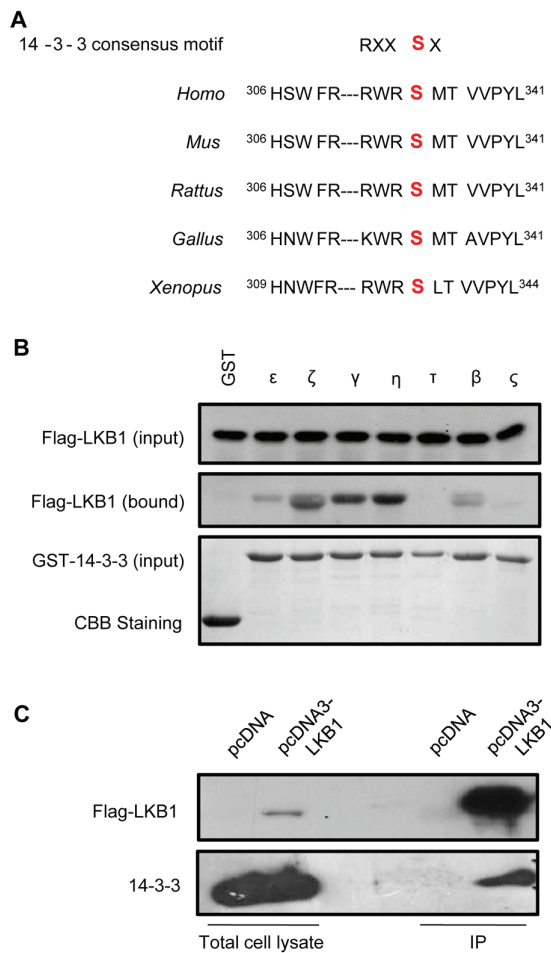 A
14 -3-3 consensus motif RXX S X
Homo 306 HSW FR---RWR S MT VVPYL 341
Mus 306 HSW FR---RWR S MT VVPYL 341
Rattus 306 HSW FR---RWR S MT VVPYL 341
Gallus 306 HNW FR---KWR S MT AVPYL 341
Xenopus 309 HNWFR--- RWR S LT VVPYL 344
B
GST ε ζ γ η τ β ς
Flag-LKB1 (input)
Flag-LKB1 (bound)
GST-14-3-3 (input)
CBB Staining
C
pcDNA pcDNA3-LKB1 pcDNA pcDNA3-LKB1
Flag-LKB1
14-3-3
Total cell lysate IP